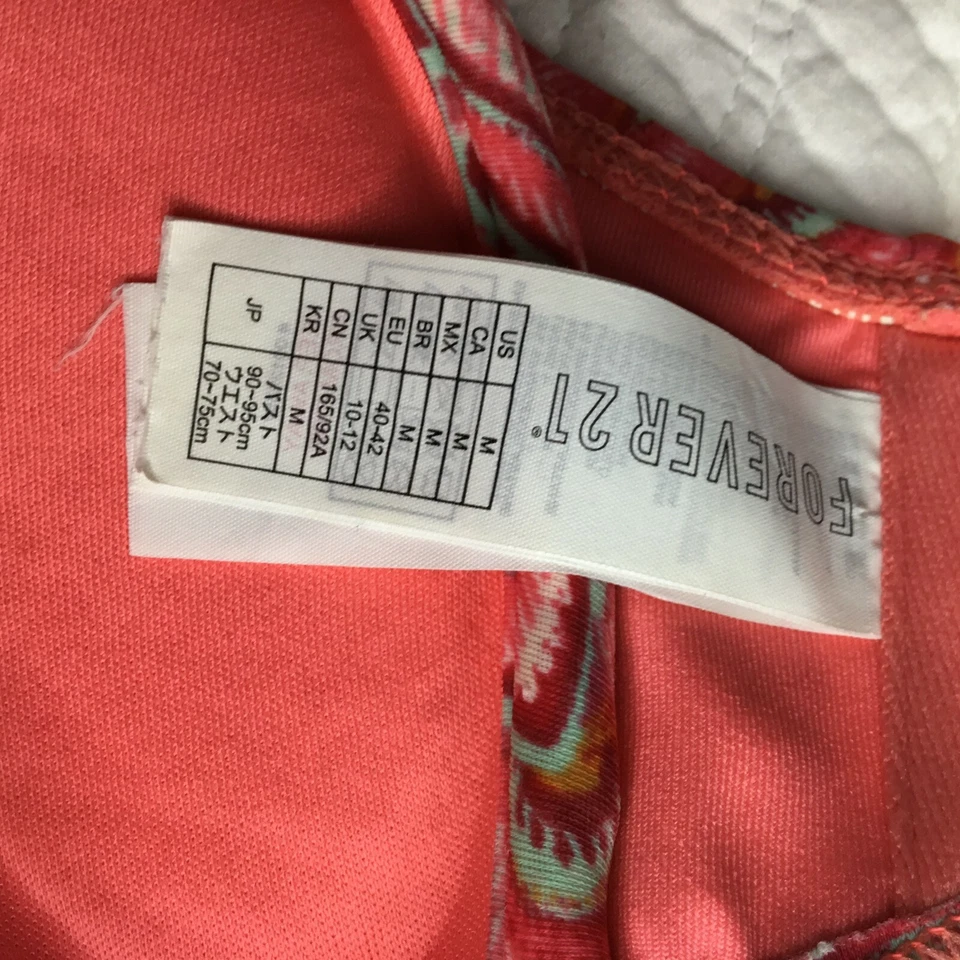 FOREVER 21®
US M
CA M
MX M
BR M
EU 40-42
UK 10-12
CN 165/92A
KR M
JP バスト
90~95cm
ウエスト
70~75cm